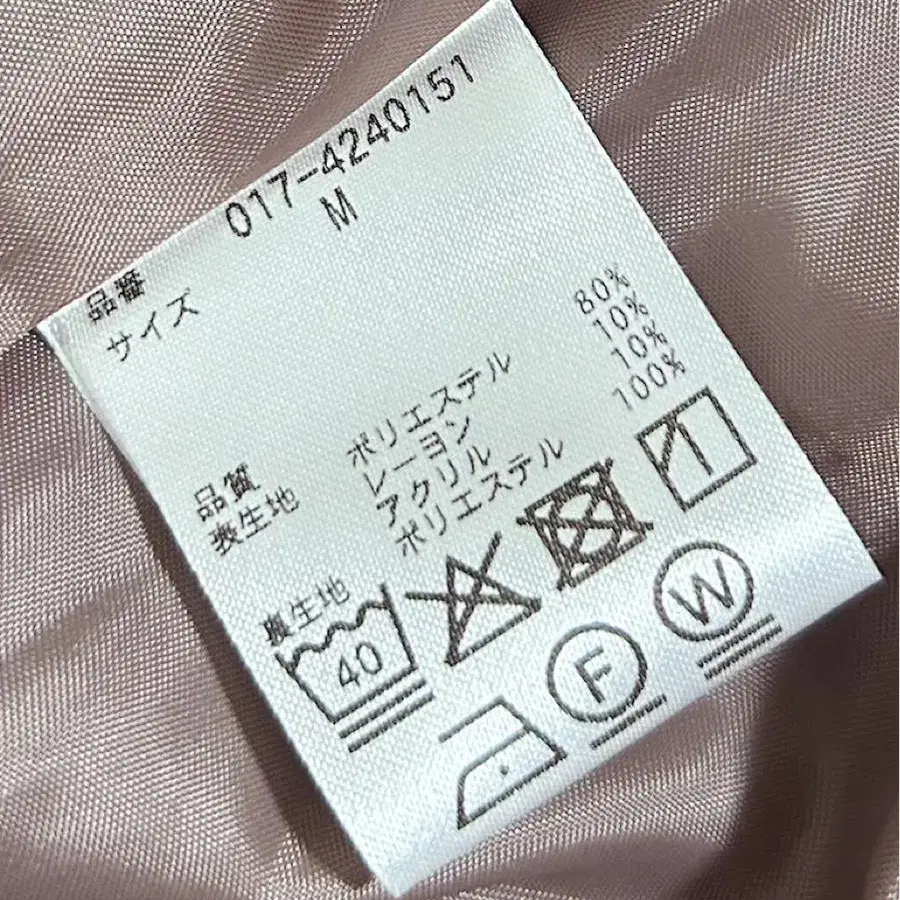 品番 017-4240151
サイズ M
品質
表生地 ポリエステル 80%
レーヨン 10%
アクリル 10%
裏生地 ポリエステル 100%
40
F
W